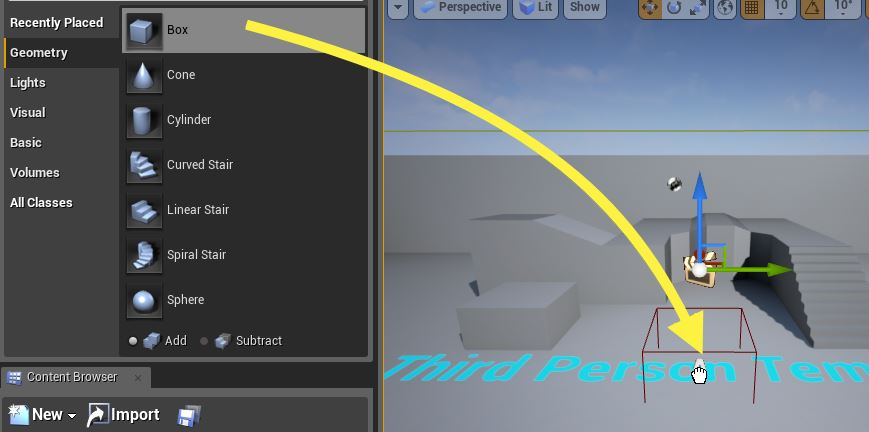 Recently Placed
Geometry
Lights
Visual
Basic
Volumes
All Classes
Box
Cone
Cylinder
Curved Stair
Linear Stair
Spiral Stair
Sphere
Add Subtract
Content Browser
New Import
Perspective Lit Show 10 10°
Third Person Tem